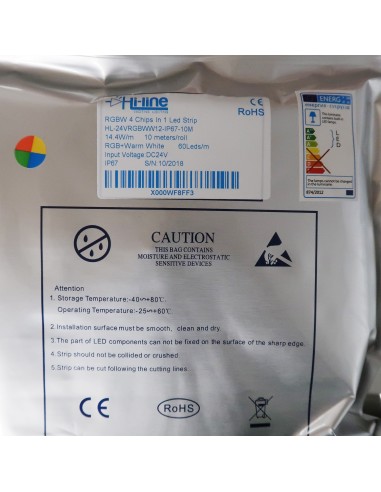 Hi-line
RGBW 4 Chips In 1 Led Strip
HL-24VRGBWW12-IP67-10M
14.4W/m 10 meters/roll
RGB+Warm White 60Leds/m
Input Voltage:DC24V
IP67 S/N:10/2018
X000WF8FF3
CE
RoHS
ENERG
L
E
D
874/2012
CAUTION
THIS BAG CONTAINS
MOISTURE AND ELECTROSTATIC
SENSITIVE DEVICES
Attention
1. Storage Temperature:-40~+80℃.
Operating Temperature:-25~+60℃
2.Installation surface must be smooth, clean and dry.
3.The part of LED components can not be fixed on the surface of the sharp edge.
4.Strip should not be collided or crushed.
5.Strip can be cut following the cutting lines.
CE
RoHS